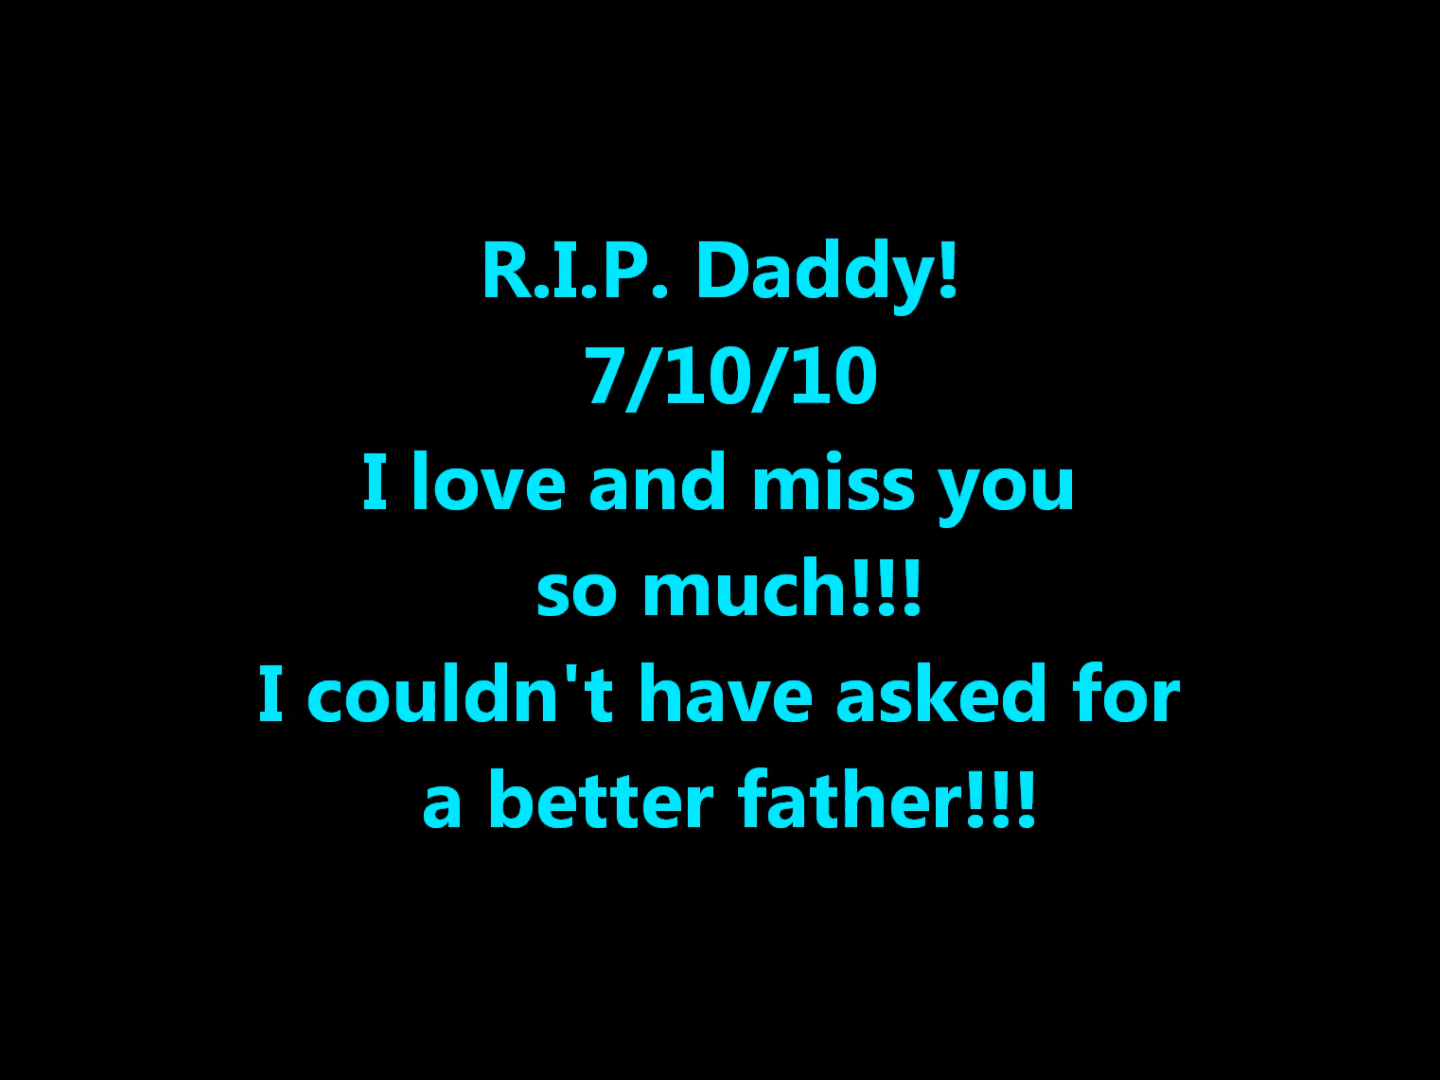 R.I.P. Daddy!
7/10/10
I love and miss you
so much!!!
I couldn't have asked for
a better father!!!